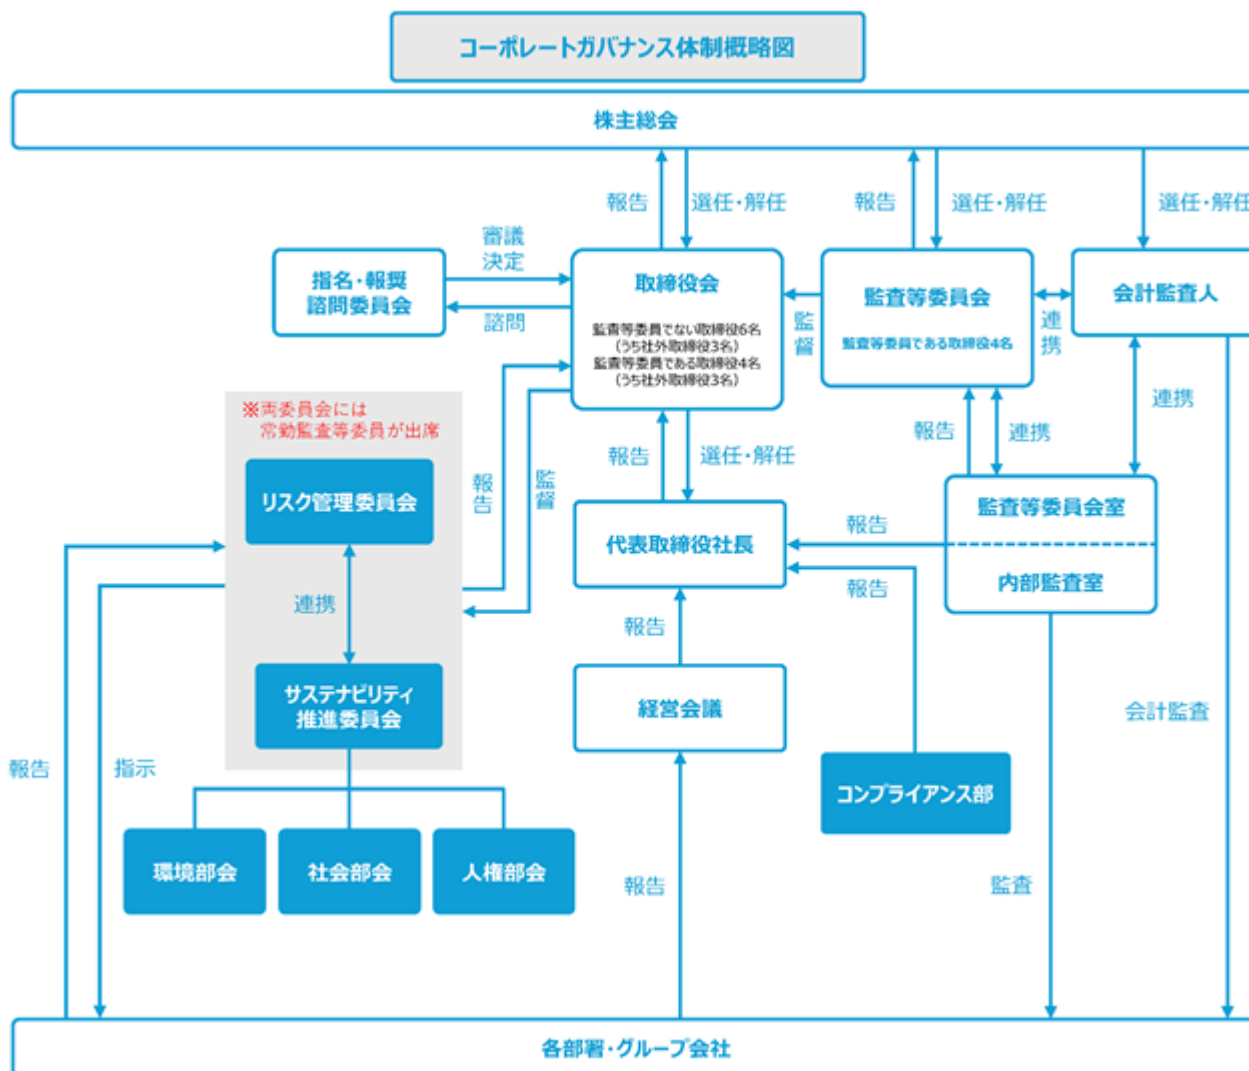 コーポレートガバナンス体制概略図
株主総会
報告
選任・解任
報告
選任・解任
選任・解任
審議
決定
指名・報奨
諮問委員会
諮問
取締役会
監査等委員でない取締役6名
(うち社外取締役3名)
監査等委員である取締役4名
(うち社外取締役3名)
監督
監査等委員会
監査等委員である取締役4名
連携
会計監査人
※両委員会には
常勤監査等委員が出席
リスク管理委員会
連携
サステナビリティ
推進委員会
報告
監督
報告
選任・解任
報告
連携
連携
代表取締役社長
報告
報告
監査等委員会室
内部監査室
報告
経営会議
コンプライアンス部
会計監査
報告
指示
環境部会
社会部会
人権部会
報告
監査
各部署・グループ会社